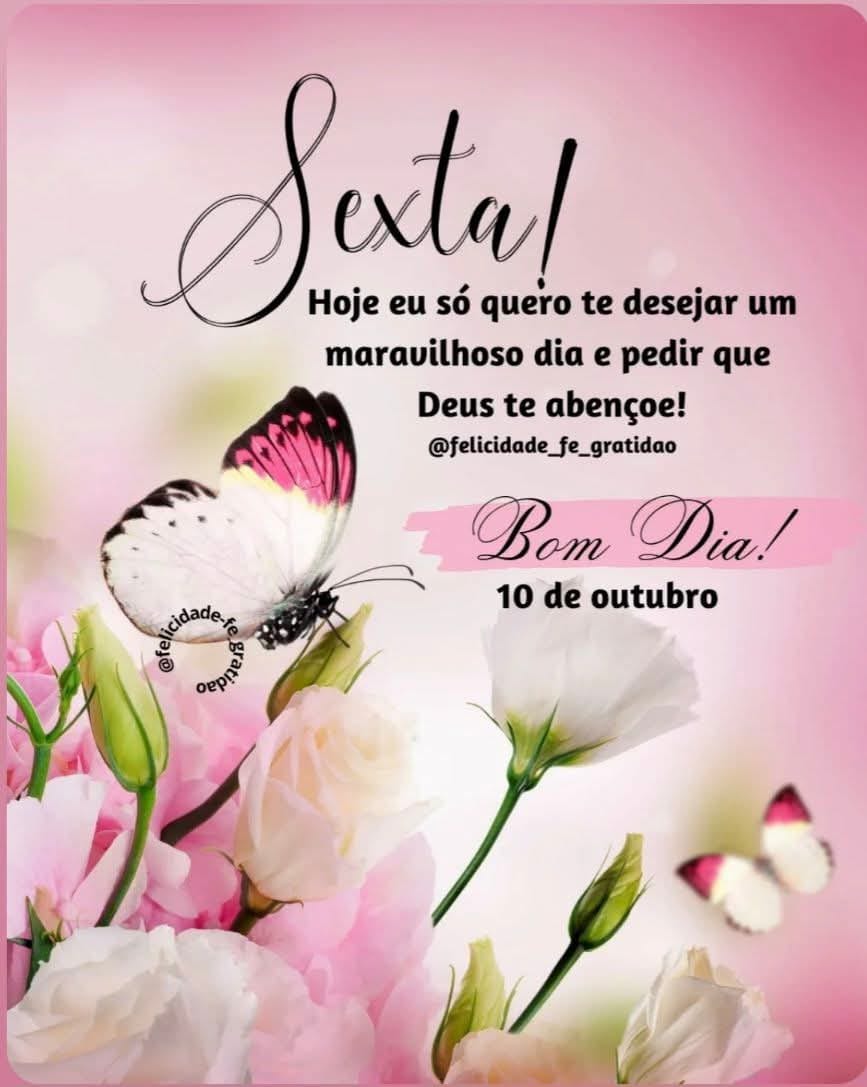 Sexta!
Hoje eu só quero te desejar um
maravilhoso dia e pedir que
Deus te abençoe!
@felicidade_fe_gratidao
Bom Dia!
10 de outubro
@felicidade-fe_gratidao